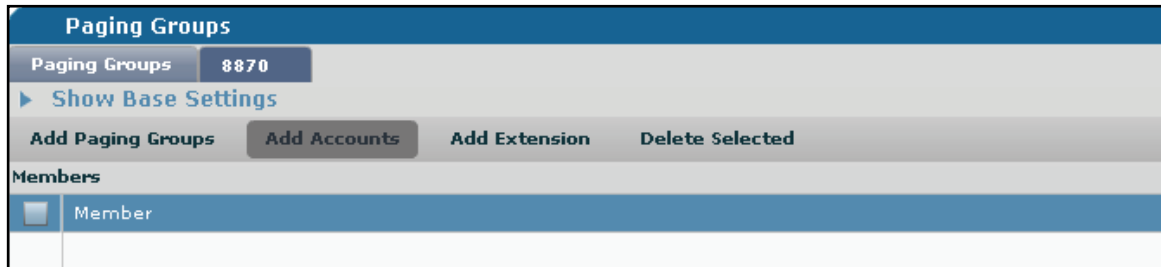 Paging Groups
Paging Groups 8870
Show Base Settings
Add Paging Groups Add Accounts Add Extension Delete Selected
Members
Member